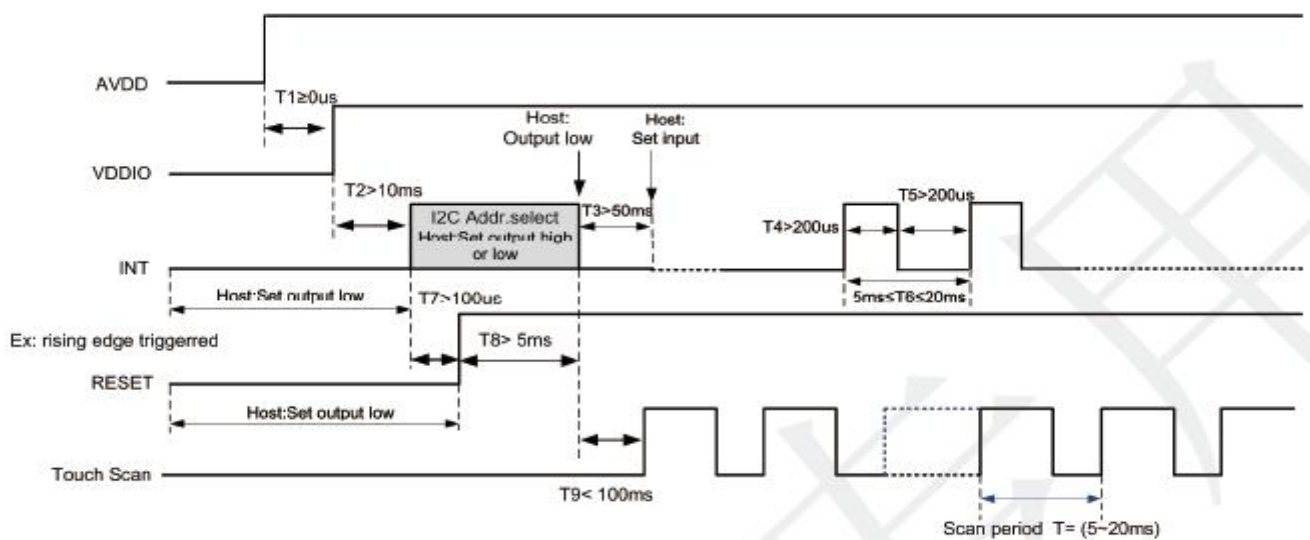 AVDD
T1≥0us
VDDIO
Host:
Output low
Host:
Set input
T2>10ms
I2C Addr.select
Host:Set output high
or low
T3>50ms
T4>200us
T5>200us
INT
Host:Set output low
T7>100us
5ms≤T6≤20ms
Ex: rising edge triggerred
T8> 5ms
RESET
Host:Set output low
Touch Scan
T9< 100ms
Scan period T= (5~20ms)